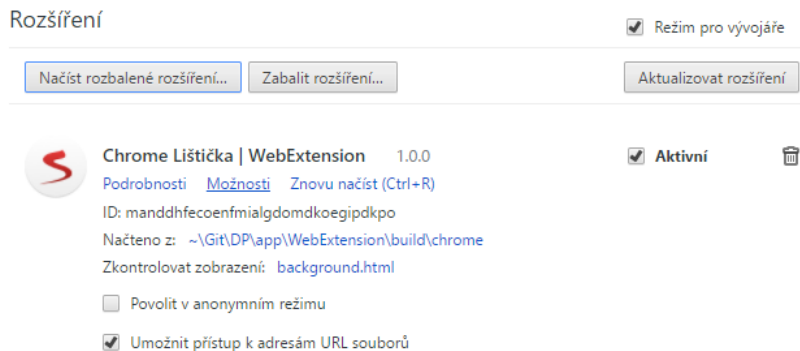 Rozšíření
Režim pro vývojáře
Načíst rozbalené rozšíření... Zabalit rozšíření... Aktualizovat rozšíření
Chrome Lištička | WebExtension 1.0.0 Aktivní
Podrobnosti Možnosti Znovu načíst (Ctrl+R)
ID: manddhfecoenfmialgdomdkoegipdkpo
Načteno z: ~\Git\DP\app\WebExtension\build\chrome
Zkontrolovat zobrazení: background.html
Povolit v anonymním režimu
Umožnit přístup k adresám URL souborů